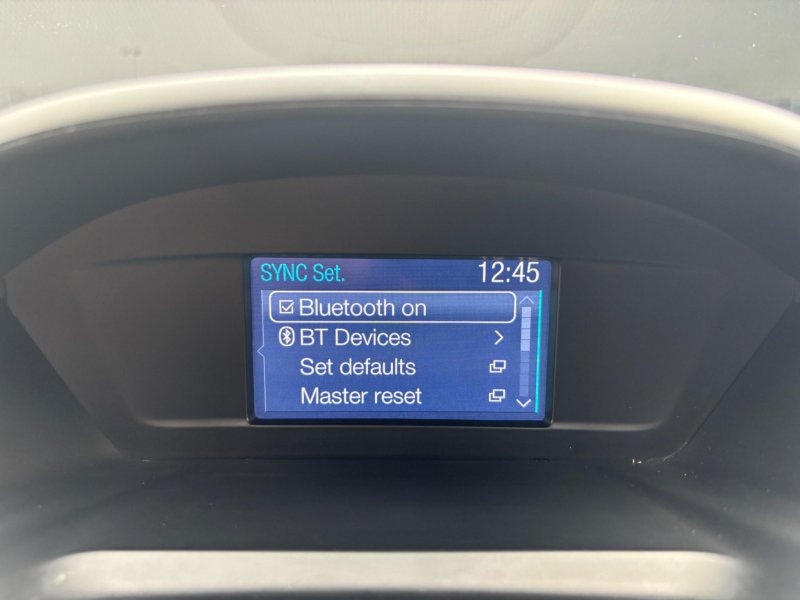 SYNC Set. 12:45
Bluetooth on
BT Devices
Set defaults
Master reset